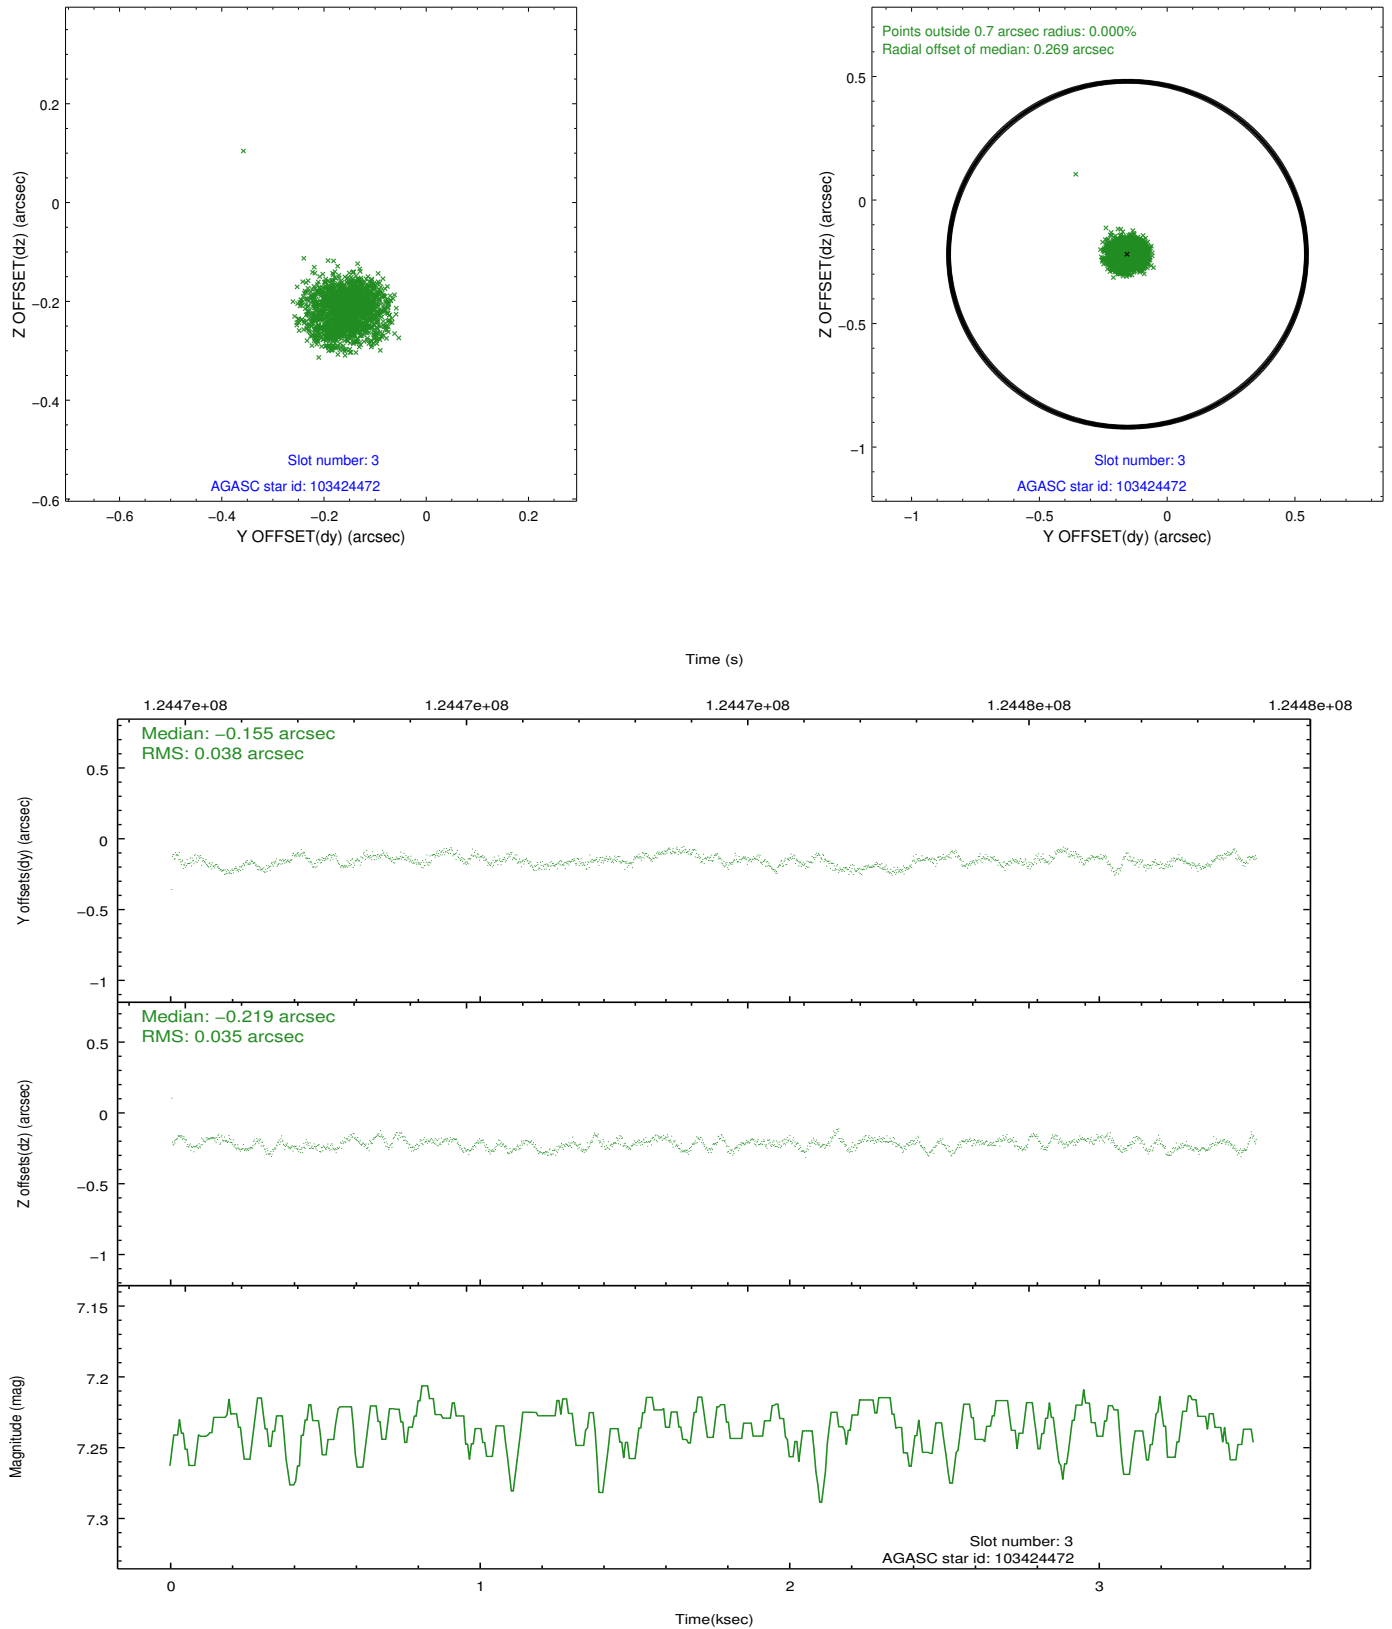 0.2
0
−0.2
−0.4
−0.6
Z OFFSET(dz) (arcsec)
Slot number: 3
AGASC star id: 103424472
−0.6
−0.4
−0.2
0
0.2
Y OFFSET(dy) (arcsec)
Points outside 0.7 arcsec radius: 0.000%
Radial offset of median: 0.269 arcsec
0.5
0
−0.5
−1
Z OFFSET(dz) (arcsec)
Slot number: 3
AGASC star id: 103424472
−1
−0.5
0
0.5
Y OFFSET(dy) (arcsec)
Time (s)
1.2447e+08
1.2447e+08
1.2447e+08
1.2448e+08
1.2448e+08
Median: −0.155 arcsec
RMS: 0.038 arcsec
0.5
0
−0.5
−1
Y offsets(dy) (arcsec)
Median: −0.219 arcsec
RMS: 0.035 arcsec
0.5
0
−0.5
−1
Z offsets(dz) (arcsec)
7.15
7.2
7.25
7.3
Magnitude (mag)
Slot number: 3
AGASC star id: 103424472
0
1
2
3
Time(ksec)